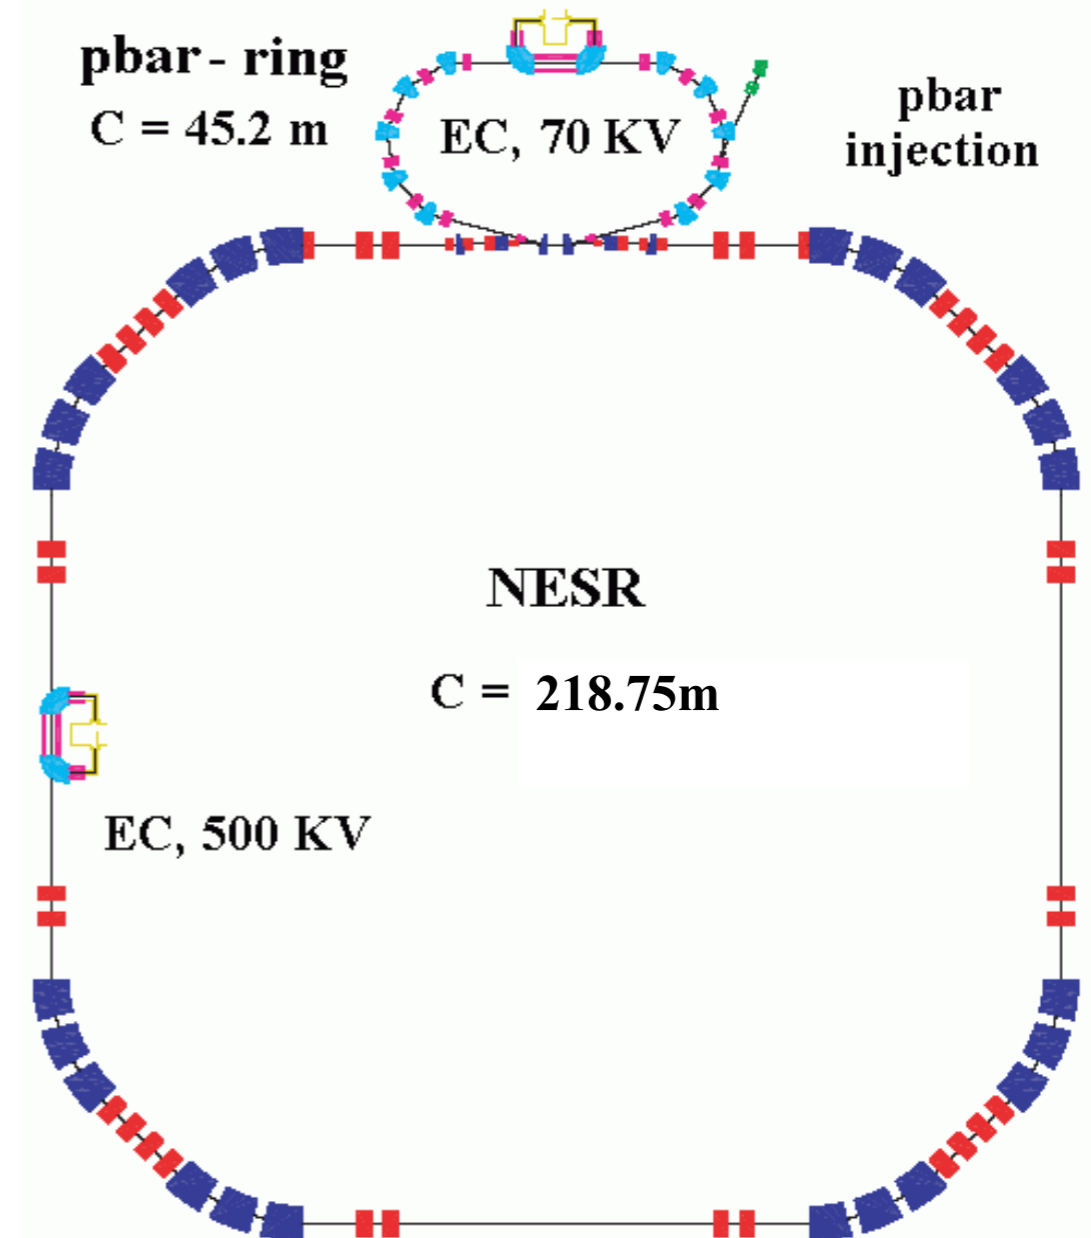 pbar - ring
C = 45.2 m
EC, 70 KV
pbar
injection
NESR
C = 218.75m
EC, 500 KV